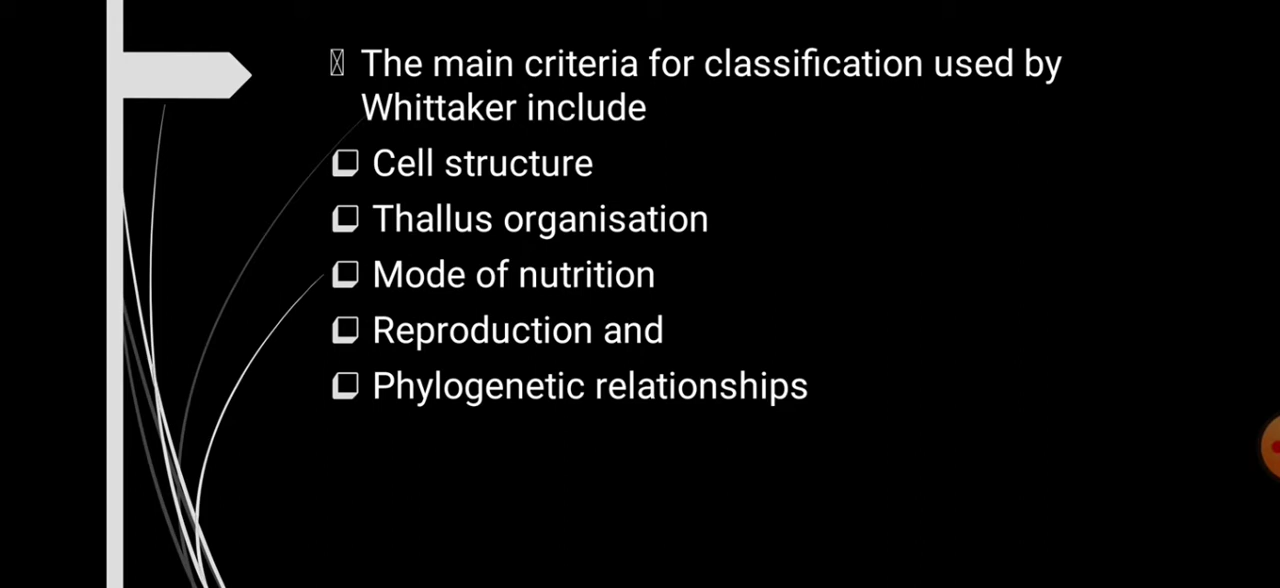 The main criteria for classification used by
Whittaker include
❑ Cell structure
❑ Thallus organisation
❑ Mode of nutrition
❑ Reproduction and
❑ Phylogenetic relationships